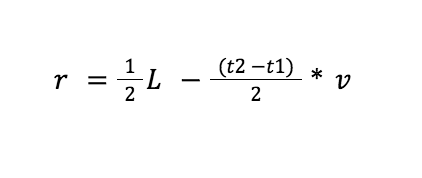 r = 1/2 L − (t2 −t1)/2 * v